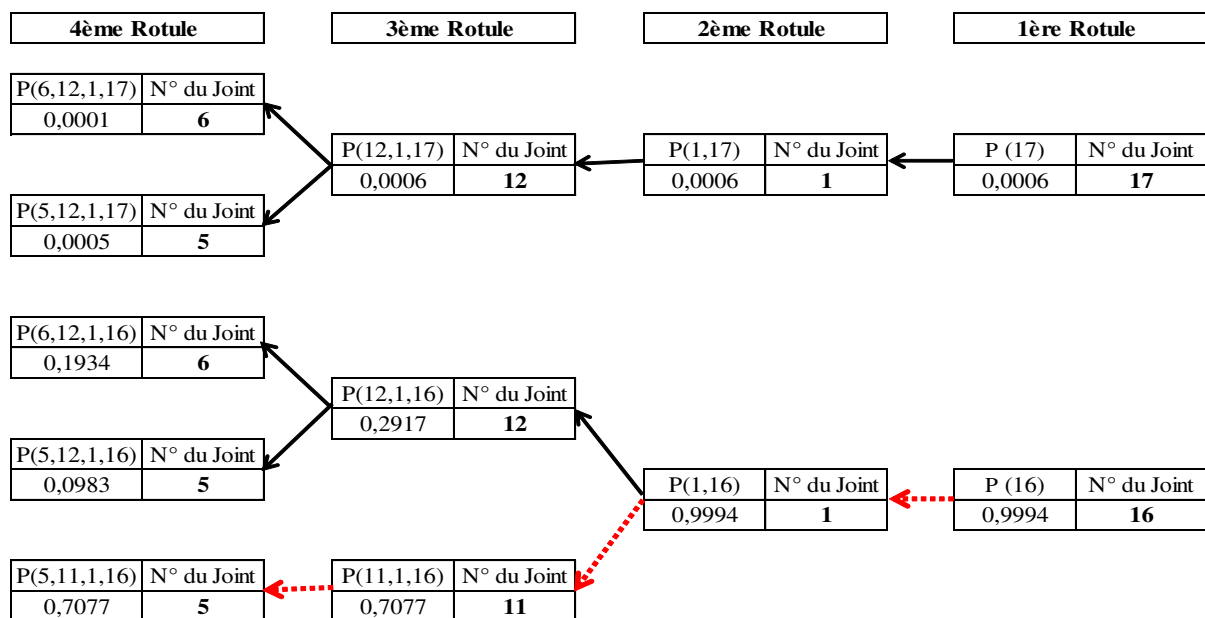 4ème Rotule 3ème Rotule 2ème Rotule 1ère Rotule
P(6,12,1,17) N° du Joint
0,0001 6
P(12,1,17) N° du Joint P(1,17) N° du Joint P (17) N° du Joint
0,0006 12 0,0006 1 0,0006 17
P(5,12,1,17) N° du Joint
0,0005 5
P(6,12,1,16) N° du Joint
0,1934 6
P(12,1,16) N° du Joint
0,2917 12
P(5,12,1,16) N° du Joint
0,0983 5
P(1,16) N° du Joint P (16) N° du Joint
0,9994 1 0,9994 16
P(5,11,1,16) N° du Joint P(11,1,16) N° du Joint
0,7077 5 0,7077 11